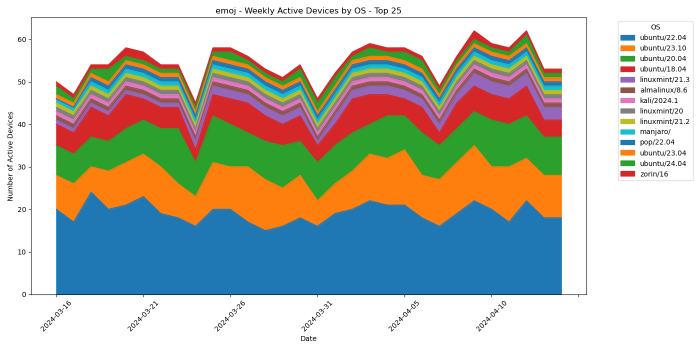 emoj - Weekly Active Devices by OS - Top 25
Number of Active Devices
60
50
40
30
20
10
0
2024-03-16
2024-03-21
2024-03-26
2024-03-31
2024-04-05
2024-04-10
Date
OS
ubuntu/22.04
ubuntu/23.10
ubuntu/20.04
ubuntu/18.04
linuxmint/21.3
almalinux/8.6
kali/2024.1
linuxmint/20
linuxmint/21.2
manjaro/
pop/22.04
ubuntu/23.04
ubuntu/24.04
zorin/16